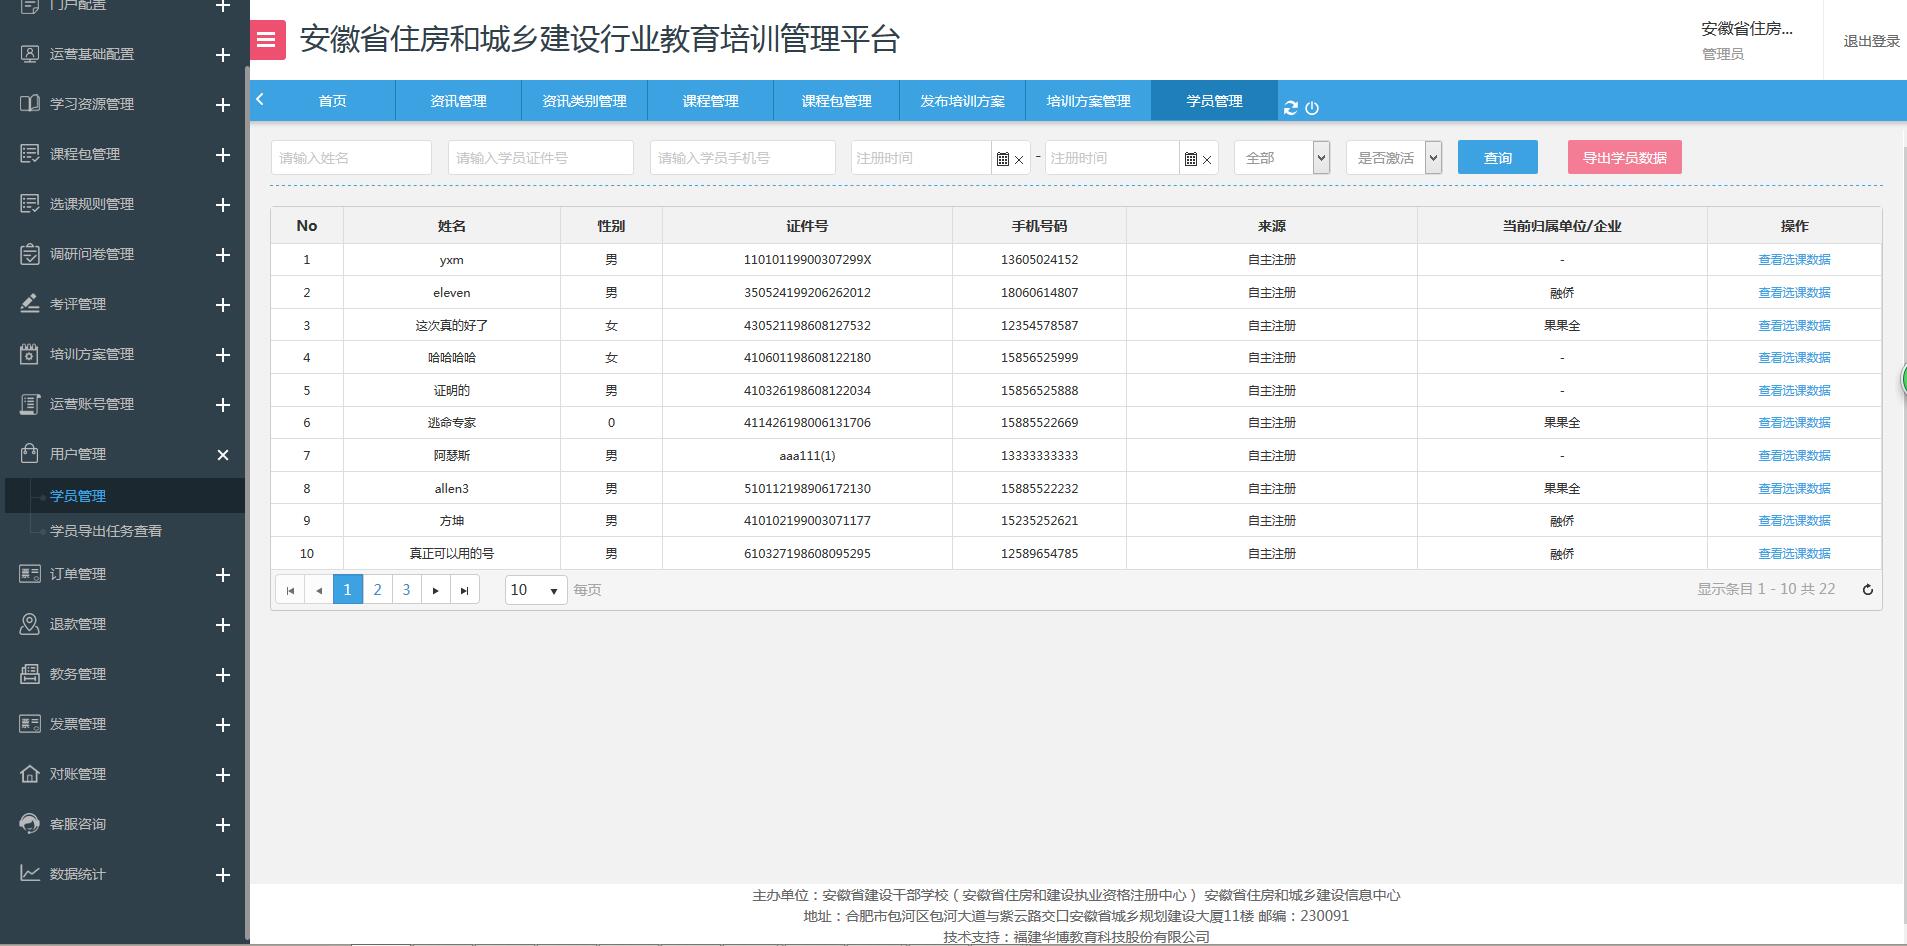 门户配置
运营基础配置
学习资源管理
课程包管理
选课规则管理
调研问卷管理
考评管理
培训方案管理
运营账号管理
用户管理
学员管理
学员导出任务查看
订单管理
退款管理
教务管理
发票管理
对账管理
客服咨询
数据统计
安徽省住房和城乡建设行业教育培训管理平台
安徽省住房...
管理员
退出登录
首页 资讯管理 资讯类别管理 课程管理 课程包管理 发布培训方案 培训方案管理 学员管理
请输入姓名 请输入学员证件号 请输入学员手机号 注册时间 - 注册时间 全部 是否激活 查询 导出学员数据
No 姓名 性别 证件号 手机号码 来源 当前归属单位/企业 操作
1 yxm 男 11010119900307299X 13605024152 自主注册 - 查看选课数据
2 eleven 男 350524199206262012 18060614807 自主注册 融侨 查看选课数据
3 这次真的好了 女 430521198608127532 12354578587 自主注册 果果全 查看选课数据
4 哈哈哈哈 女 410601198608122180 15856525999 自主注册 - 查看选课数据
5 证明的 男 410326198608122034 15856525888 自主注册 - 查看选课数据
6 逃命专家 0 411426198006131706 15885522669 自主注册 果果全 查看选课数据
7 阿瑟斯 男 aaa111(1) 13333333333 自主注册 - 查看选课数据
8 allen3 男 510112198906172130 15885522232 自主注册 果果全 查看选课数据
9 方坤 男 410102199003071177 15235252621 自主注册 融侨 查看选课数据
10 真正可以用的号 男 610327198608095295 12589654785 自主注册 融侨 查看选课数据
1 2 3 10 每页 显示条目 1 - 10 共 22
主办单位：安徽省建设干部学校（安徽省住房和建设执业资格注册中心） 安徽省住房和城乡建设信息中心
地址：合肥市包河区包河大道与紫云路交口安徽省城乡规划建设大厦11楼 邮编：230091
技术支持：福建华博教育科技股份有限公司